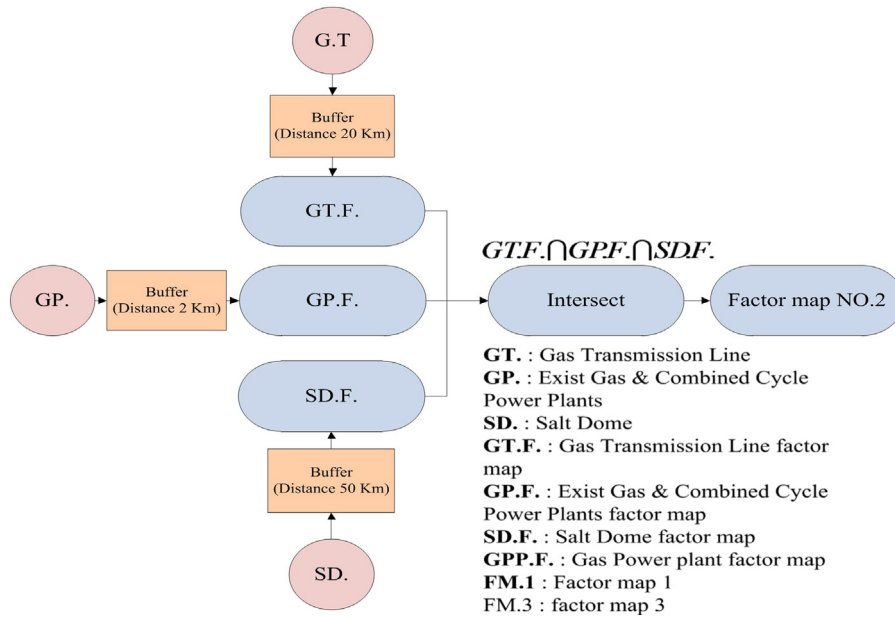 G.T
Buffer
(Distance 20 Km)
GT.F.
GT.F.⋂GP.F.⋂SD.F.
GP.
Buffer
(Distance 2 Km)
GP.F.
Intersect
Factor map NO.2
SD.F.
Buffer
(Distance 50 Km)
SD.
GT. : Gas Transmission Line
GP. : Exist Gas & Combined Cycle
Power Plants
SD. : Salt Dome
GT.F. : Gas Transmission Line factor
map
GP.F. : Exist Gas & Combined Cycle
Power Plants factor map
SD.F. : Salt Dome factor map
GPP.F. : Gas Power plant factor map
FM.1 : Factor map 1
FM.3 : factor map 3